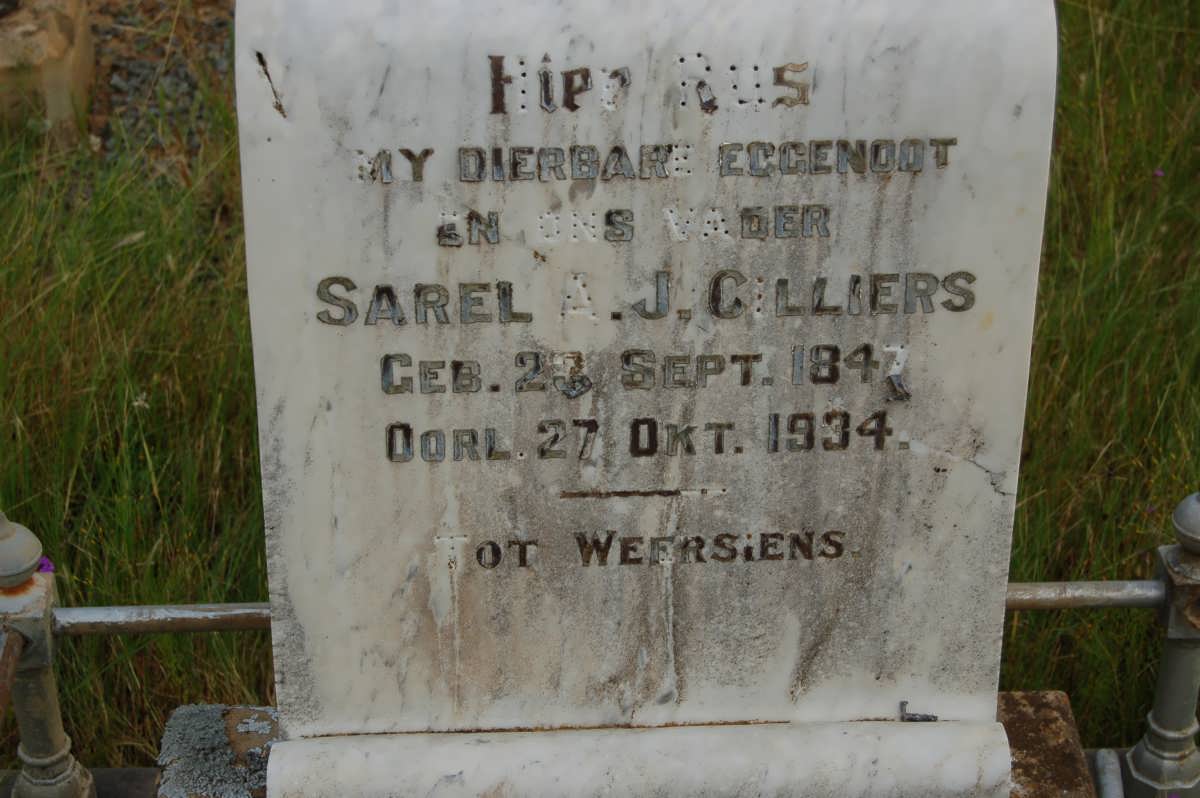 Hier Rus
MY DIERBARE EGGENOOT
EN ONS VADER
SAREL A.J. CILLIERS
GEB. 23 SEPT. 1847
OORL. 27 OKT. 1934.
TOT WEERSIENS.